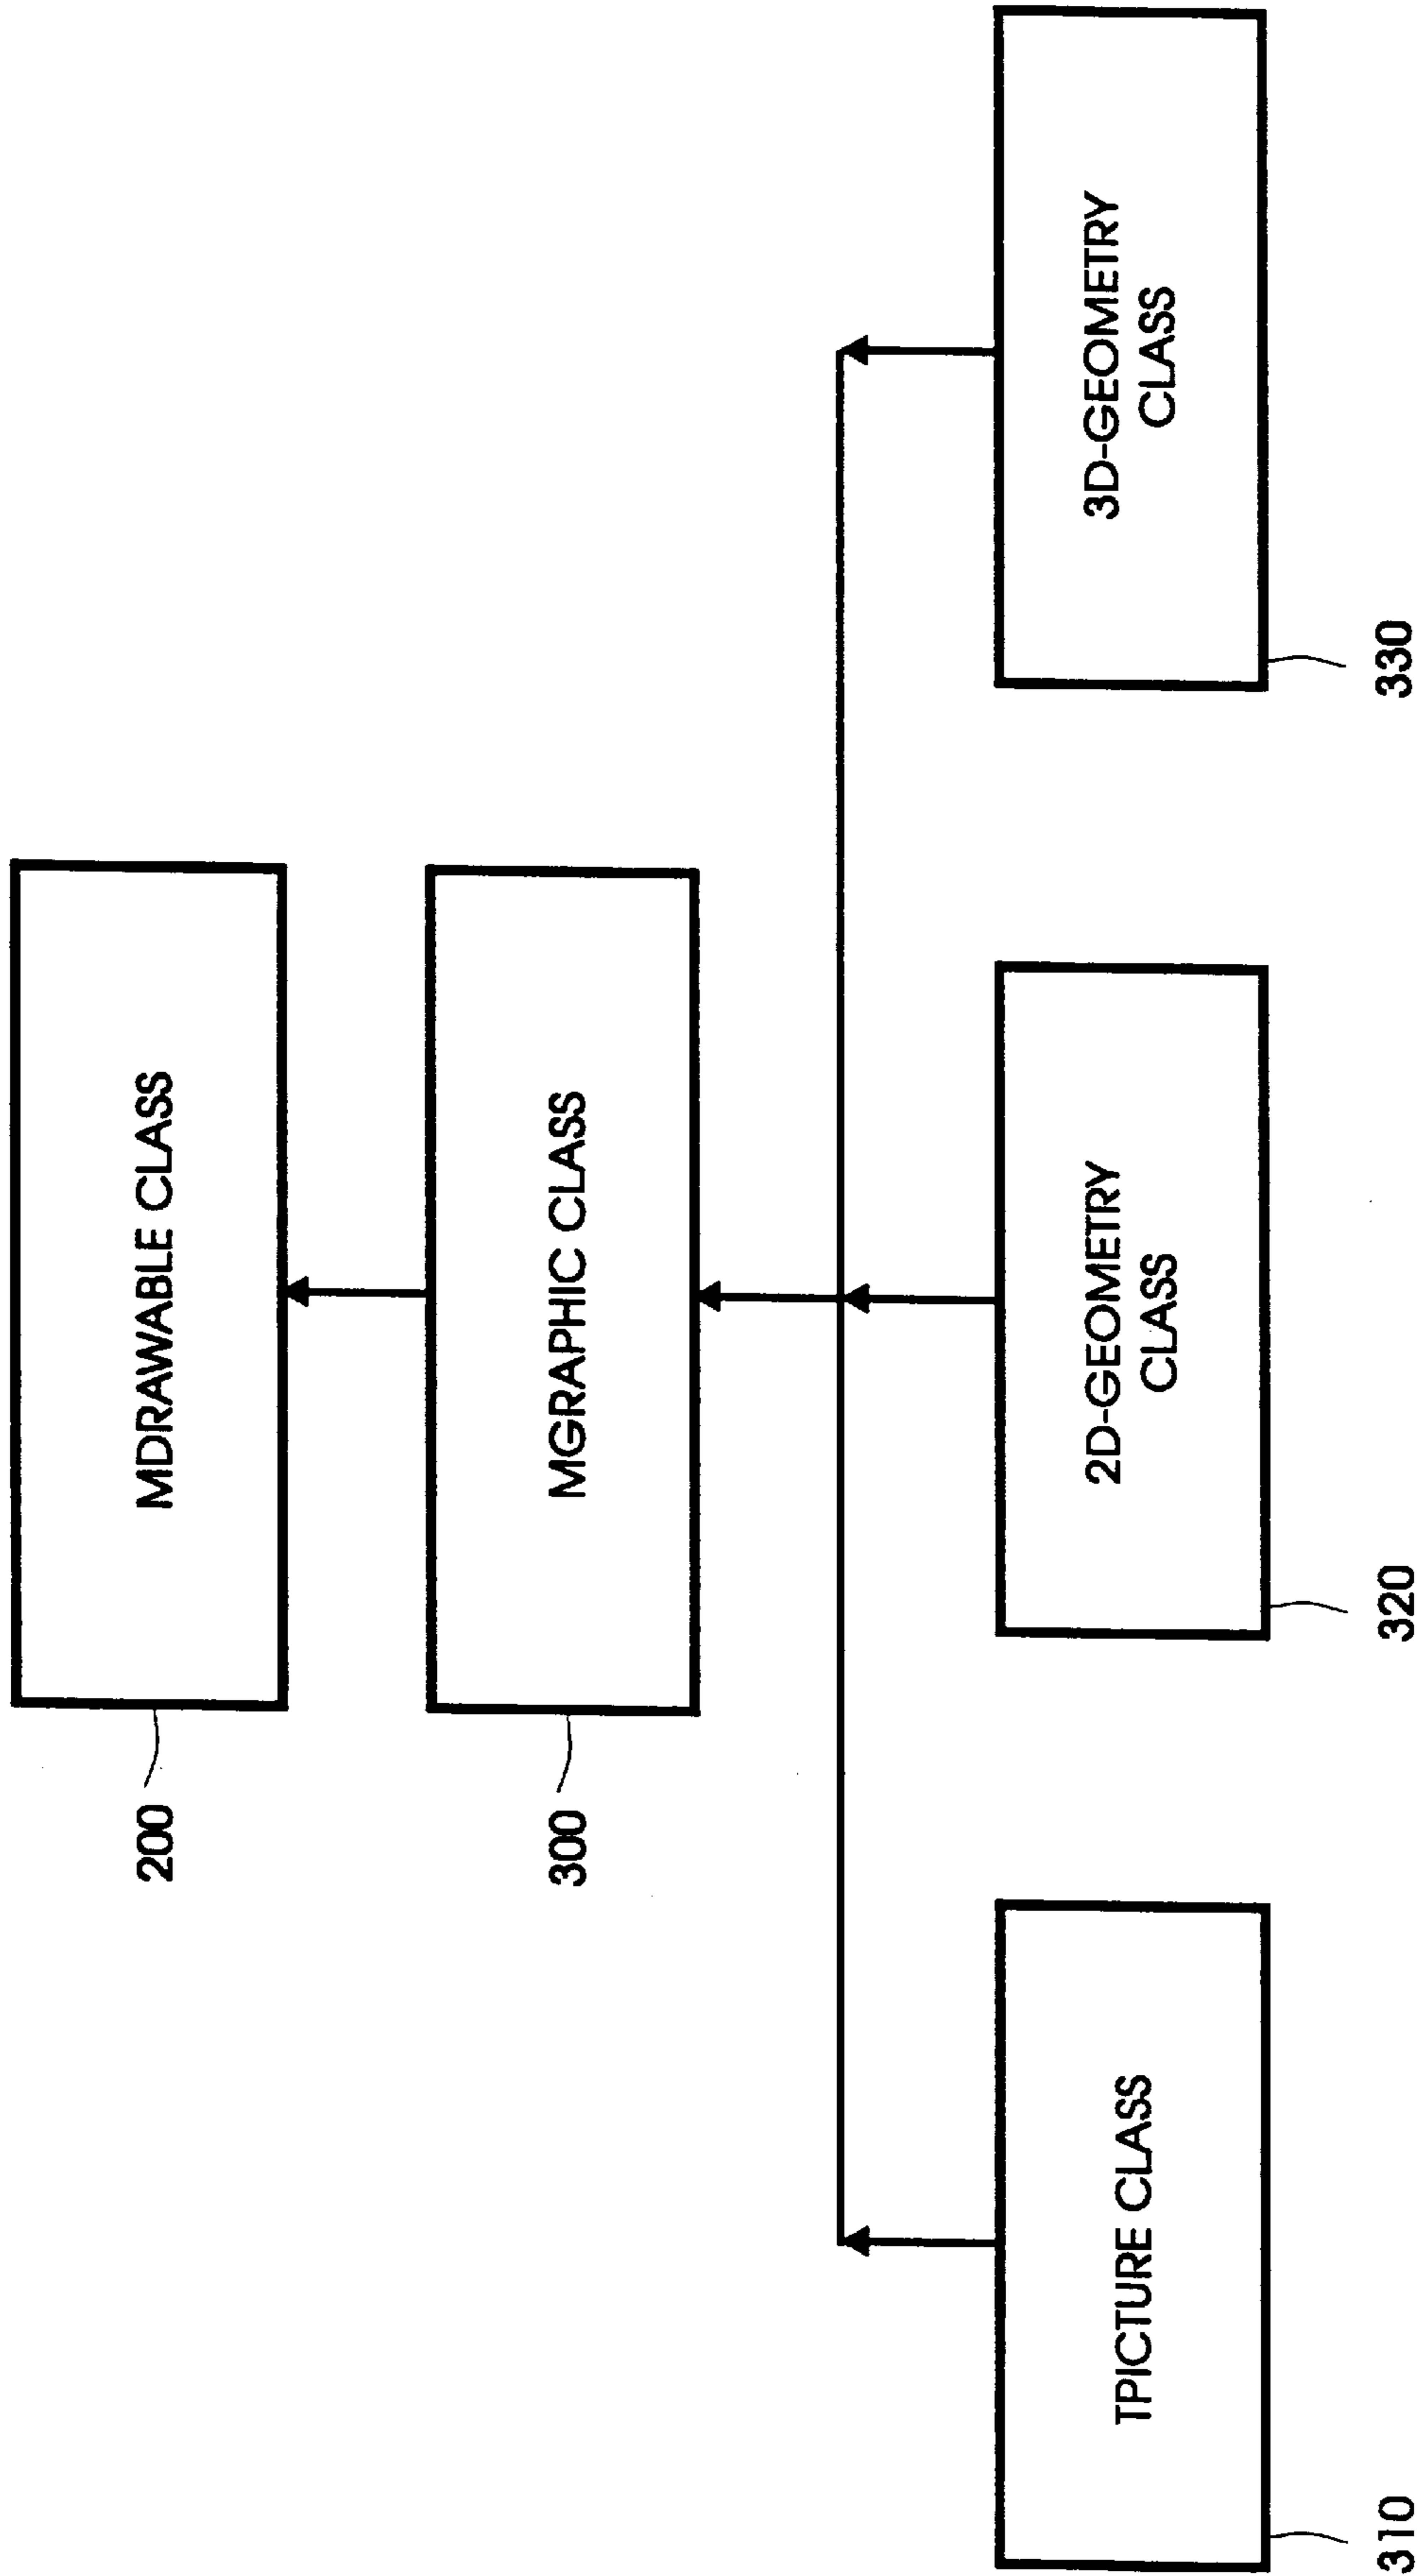 MDRAWABLE CLASS
200
MGRAPHIC CLASS
300
TPICTURE CLASS
310
2D-GEOMETRY
CLASS
320
3D-GEOMETRY
CLASS
330